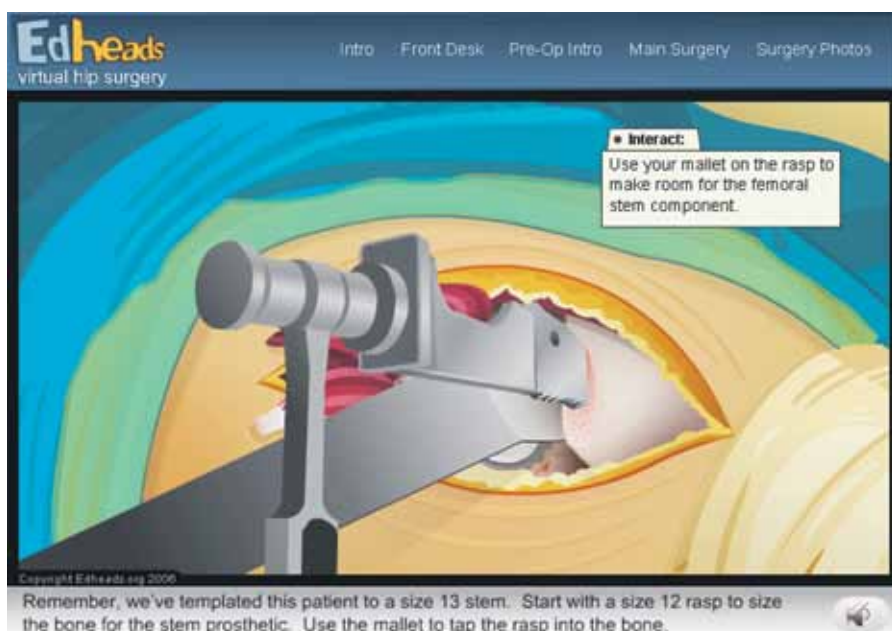 Edheads
virtual hip surgery
Intro Front Desk Pre-Op Intro Main Surgery Surgery Photos
• Interact:
Use your mallet on the rasp to
make room for the femoral
stem component.
Copyright Edheads.org 2006
Remember, we've templated this patient to a size 13 stem. Start with a size 12 rasp to size
the bone for the stem prosthetic. Use the mallet to tap the rasp into the bone.